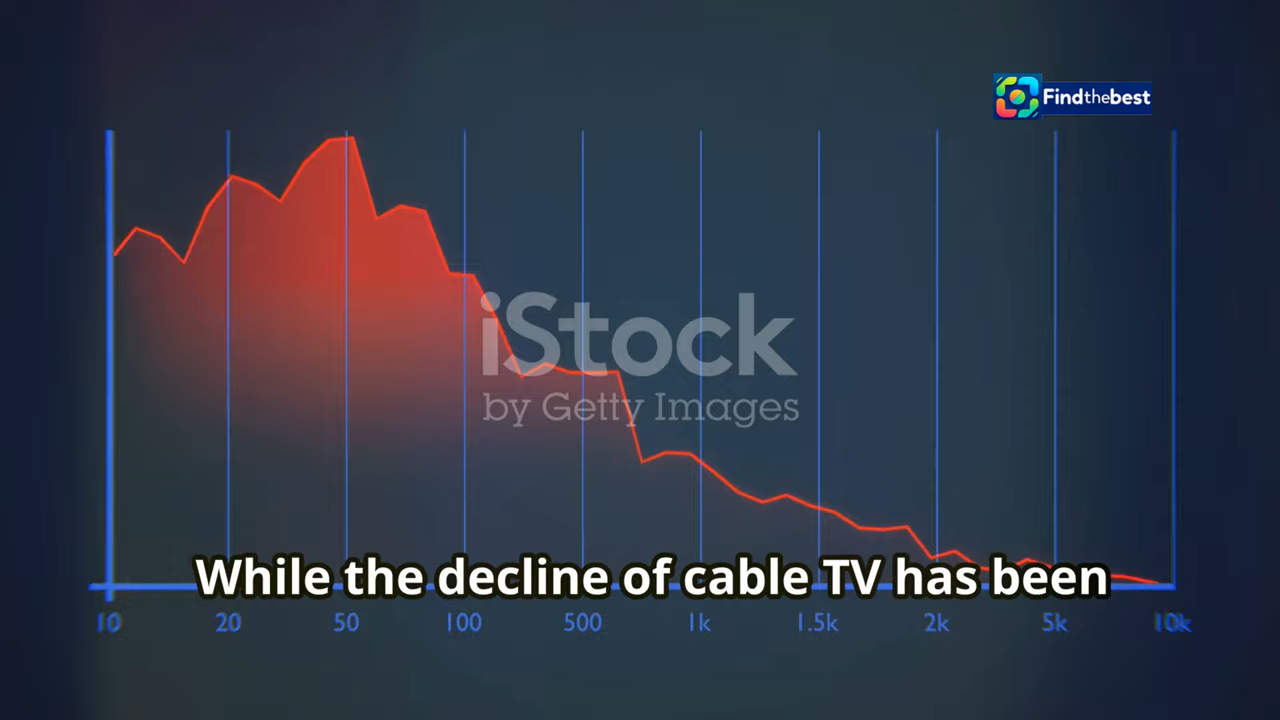 Findthebest
iStock
by Getty Images
While the decline of cable TV has been
10 20 50 100 500 1k 1.5k 2k 5k 10k